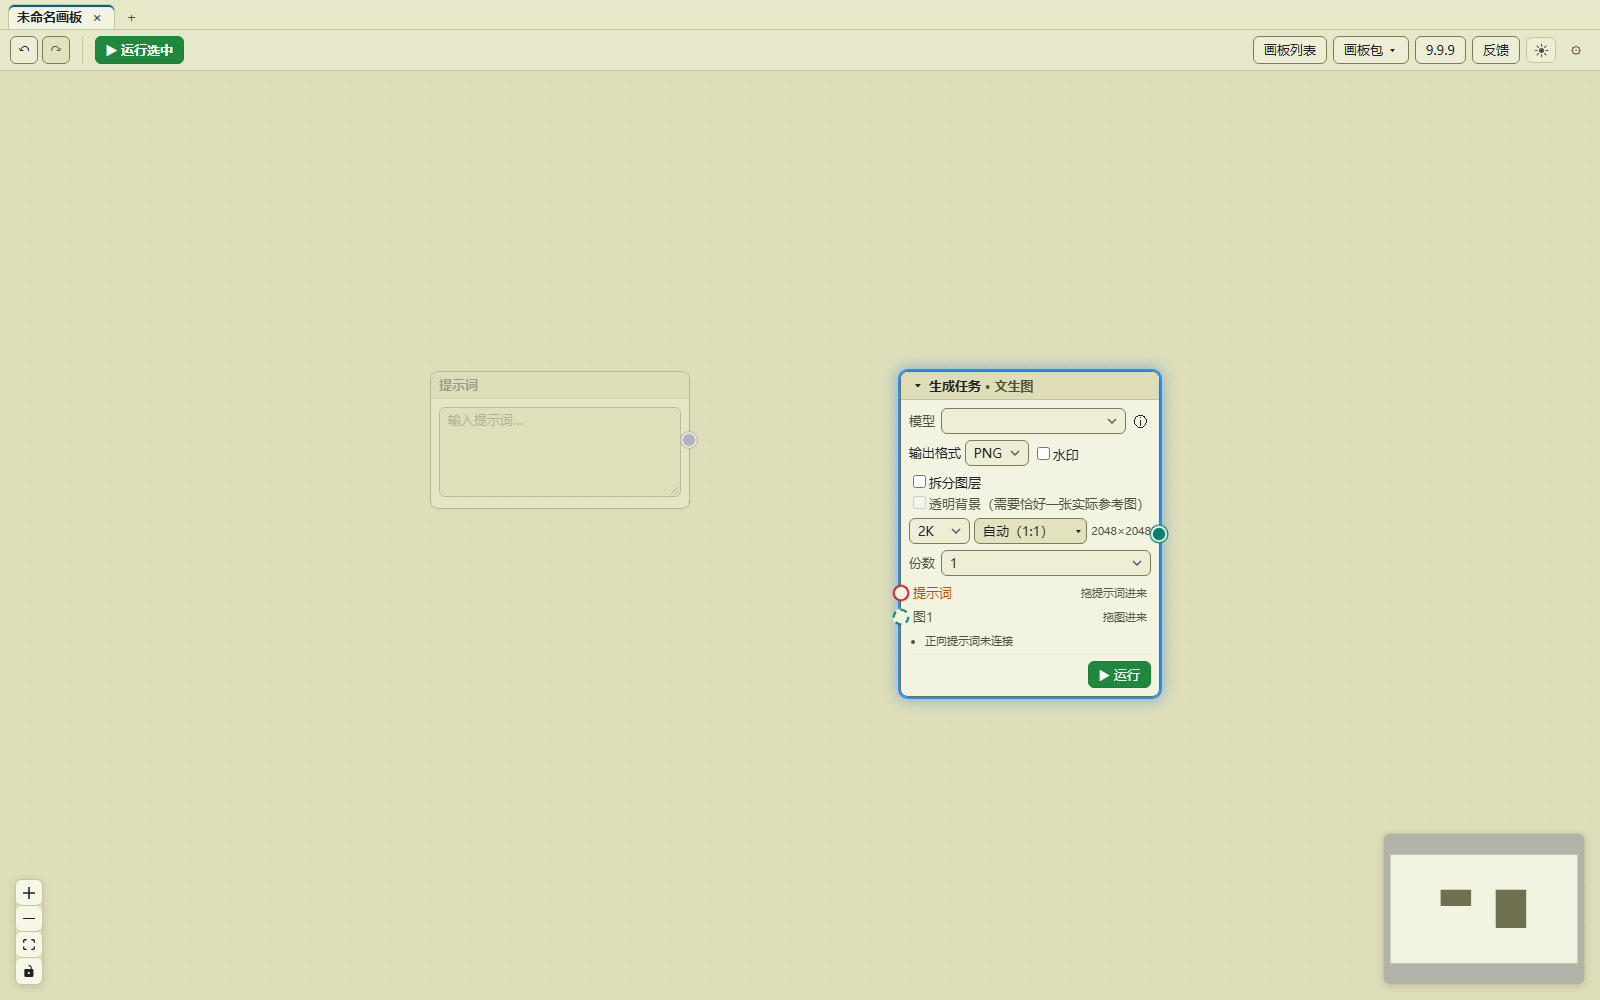 未命名画板 × +
运行选中
画板列表 画板包 9.9.9 反馈
提示词
输入提示词...
生成任务 • 文生图
模型
输出格式 PNG 水印
拆分图层
透明背景（需要恰好一张实际参考图）
2K 自动（1:1） 2048×2048
份数 1
提示词 拖提示词进来
图1 拖图进来
• 正向提示词未连接
运行